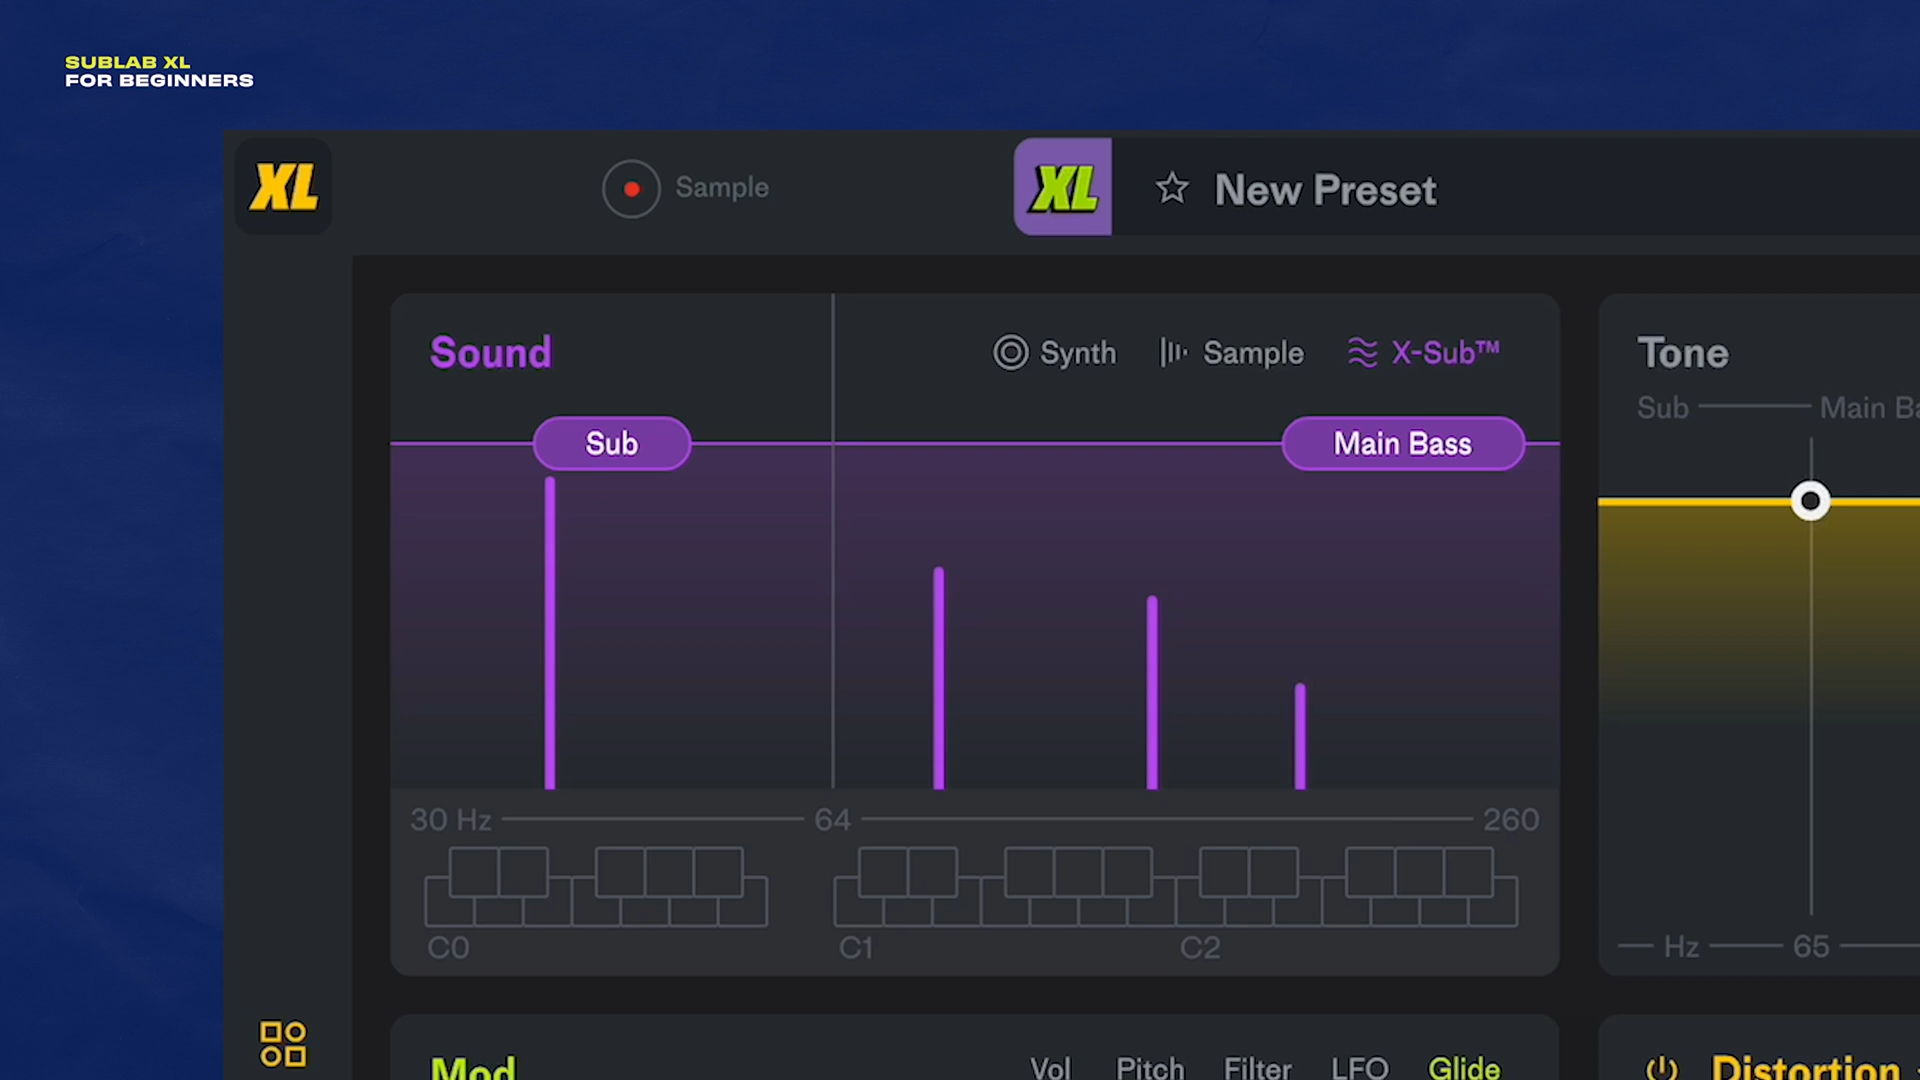 SUBLAB XL
FOR BEGINNERS
XL
Sample
XL
New Preset
Sound
Synth
Sample
X-Sub™
Tone
Sub
Main Ba
Sub
Main Bass
30 Hz
64
260
C0
C1
C2
Hz
65
Mod
Vol
Pitch
Filter
LFO
Glide
Distortion